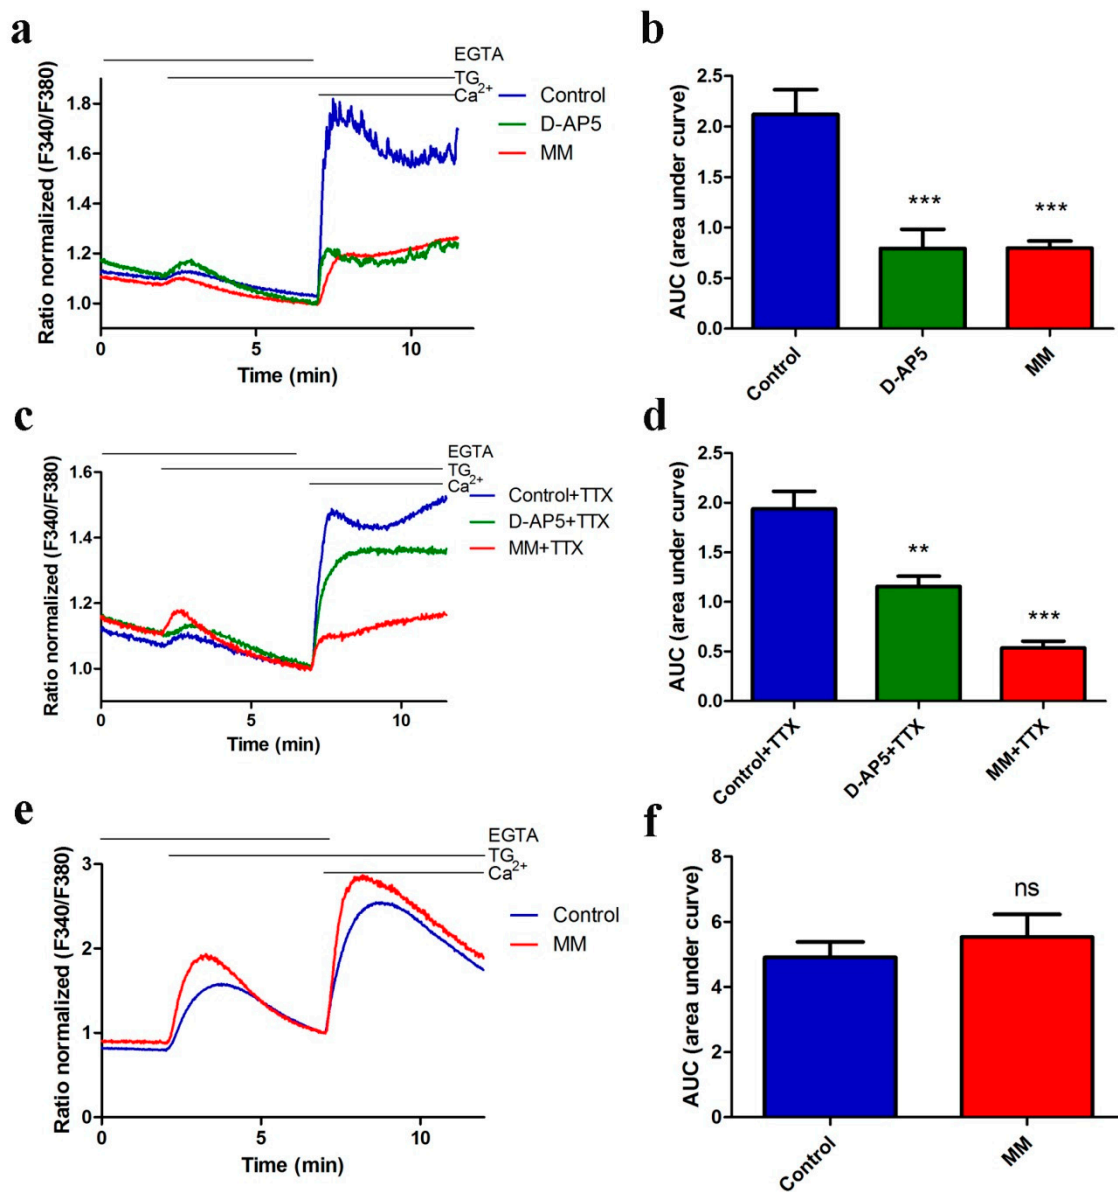 a
EGTA
TG
Ca2+
Control
D-AP5
MM
Ratio normalized (F340/F380)
1.8
1.6
1.4
1.2
1.0
0
5
10
Time (min)
b
AUC (area under curve)
2.5
2.0
1.5
1.0
0.5
0.0
***
***
Control
D-AP5
MM
c
EGTA
TG
Ca2+
Control+TTX
D-AP5+TTX
MM+TTX
Ratio normalized (F340/F380)
1.6
1.4
1.2
1.0
0
5
10
Time (min)
d
AUC (area under curve)
2.5
2.0
1.5
1.0
0.5
0.0
**
***
Control+TTX
D-AP5+TTX
MM+TTX
e
EGTA
TG
Ca2+
Control
MM
Ratio normalized (F340/F380)
3
2
1
0
0
5
10
Time (min)
f
AUC (area under curve)
8
6
4
2
0
ns
Control
MM